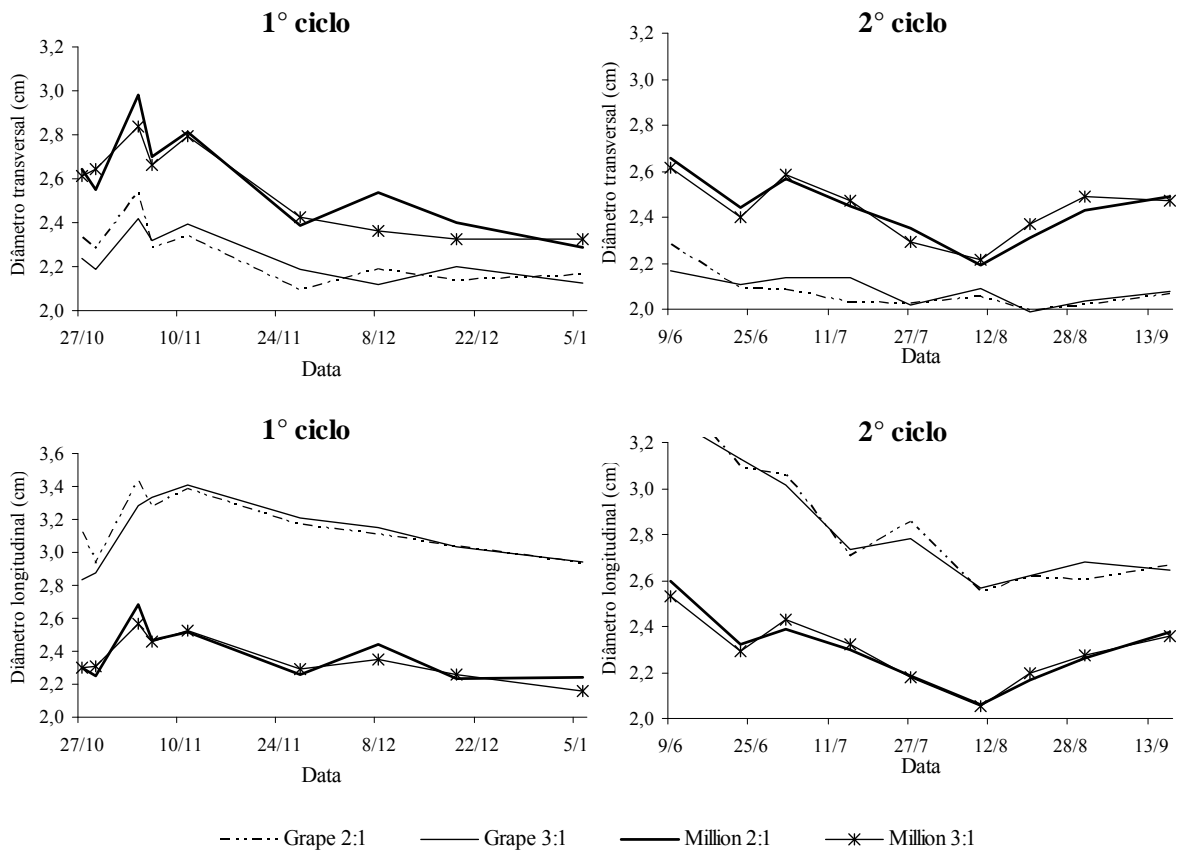 1° ciclo
Diâmetro transversal (cm)
3,2
3,0
2,8
2,6
2,4
2,2
2,0
27/10 10/11 24/11 8/12 22/12 5/1
Data
2° ciclo
Diâmetro transversal (cm)
3,2
3,0
2,8
2,6
2,4
2,2
2,0
9/6 25/6 11/7 27/7 12/8 28/8 13/9
Data
1° ciclo
Diâmetro longitudinal (cm)
3,6
3,4
3,2
3,0
2,8
2,6
2,4
2,2
2,0
27/10 10/11 24/11 8/12 22/12 5/1
Data
2° ciclo
Diâmetro longitudinal (cm)
3,2
3,0
2,8
2,6
2,4
2,2
2,0
9/6 25/6 11/7 27/7 12/8 28/8 13/9
Data
Grape 2:1 Grape 3:1 Million 2:1 Million 3:1